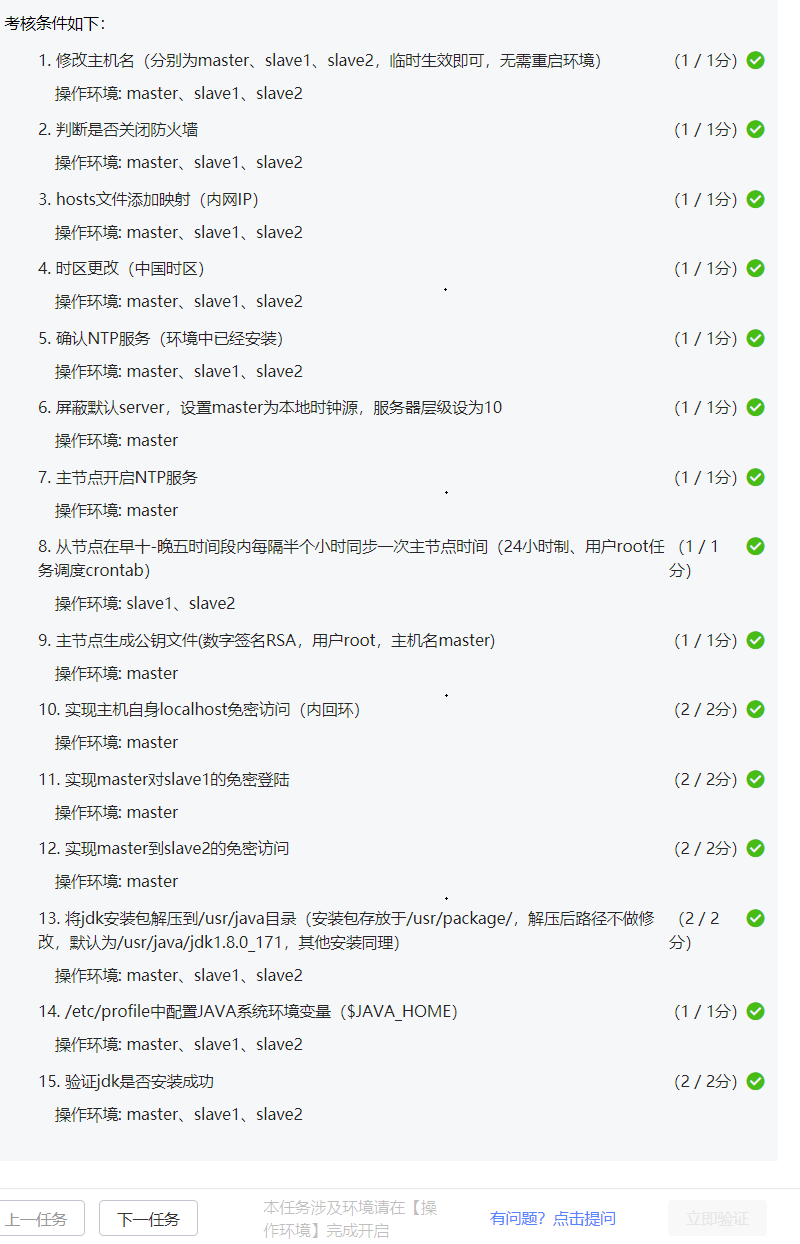 考核条件如下：
1. 修改主机名（分别为master、slave1、slave2，临时生效即可，无需重启环境） （1 / 1分）
操作环境: master、slave1、slave2
2. 判断是否关闭防火墙 （1 / 1分）
操作环境: master、slave1、slave2
3. hosts文件添加映射（内网IP） （1 / 1分）
操作环境: master、slave1、slave2
4. 时区更改（中国时区） （1 / 1分）
操作环境: master、slave1、slave2
5. 确认NTP服务（环境中已经安装） （1 / 1分）
操作环境: master、slave1、slave2
6. 屏蔽默认server，设置master为本地时钟源，服务器层级设为10 （1 / 1分）
操作环境: master
7. 主节点开启NTP服务 （1 / 1分）
操作环境: master
8. 从节点在早十-晚五时间段内每隔半个小时同步一次主节点时间（24小时制、用户root任 （1 / 1
务调度crontab） 分）
操作环境: slave1、slave2
9. 主节点生成公钥文件(数字签名RSA，用户root，主机名master) （1 / 1分）
操作环境: master
10. 实现主机自身localhost免密访问（内回环） （2 / 2分）
操作环境: master
11. 实现master对slave1的免密登陆 （2 / 2分）
操作环境: master
12. 实现master到slave2的免密访问 （2 / 2分）
操作环境: master
13. 将jdk安装包解压到/usr/java目录（安装包存放于/usr/package/，解压后路径不做修 （2 / 2
改，默认为/usr/java/jdk1.8.0_171，其他安装同理） 分）
操作环境: master、slave1、slave2
14. /etc/profile中配置JAVA系统环境变量（$JAVA_HOME） （1 / 1分）
操作环境: master、slave1、slave2
15. 验证jdk是否安装成功 （2 / 2分）
操作环境: master、slave1、slave2
上一任务 下一任务 本任务涉及环境请在【操 有问题？点击提问 立即验证
作环境】完成开启